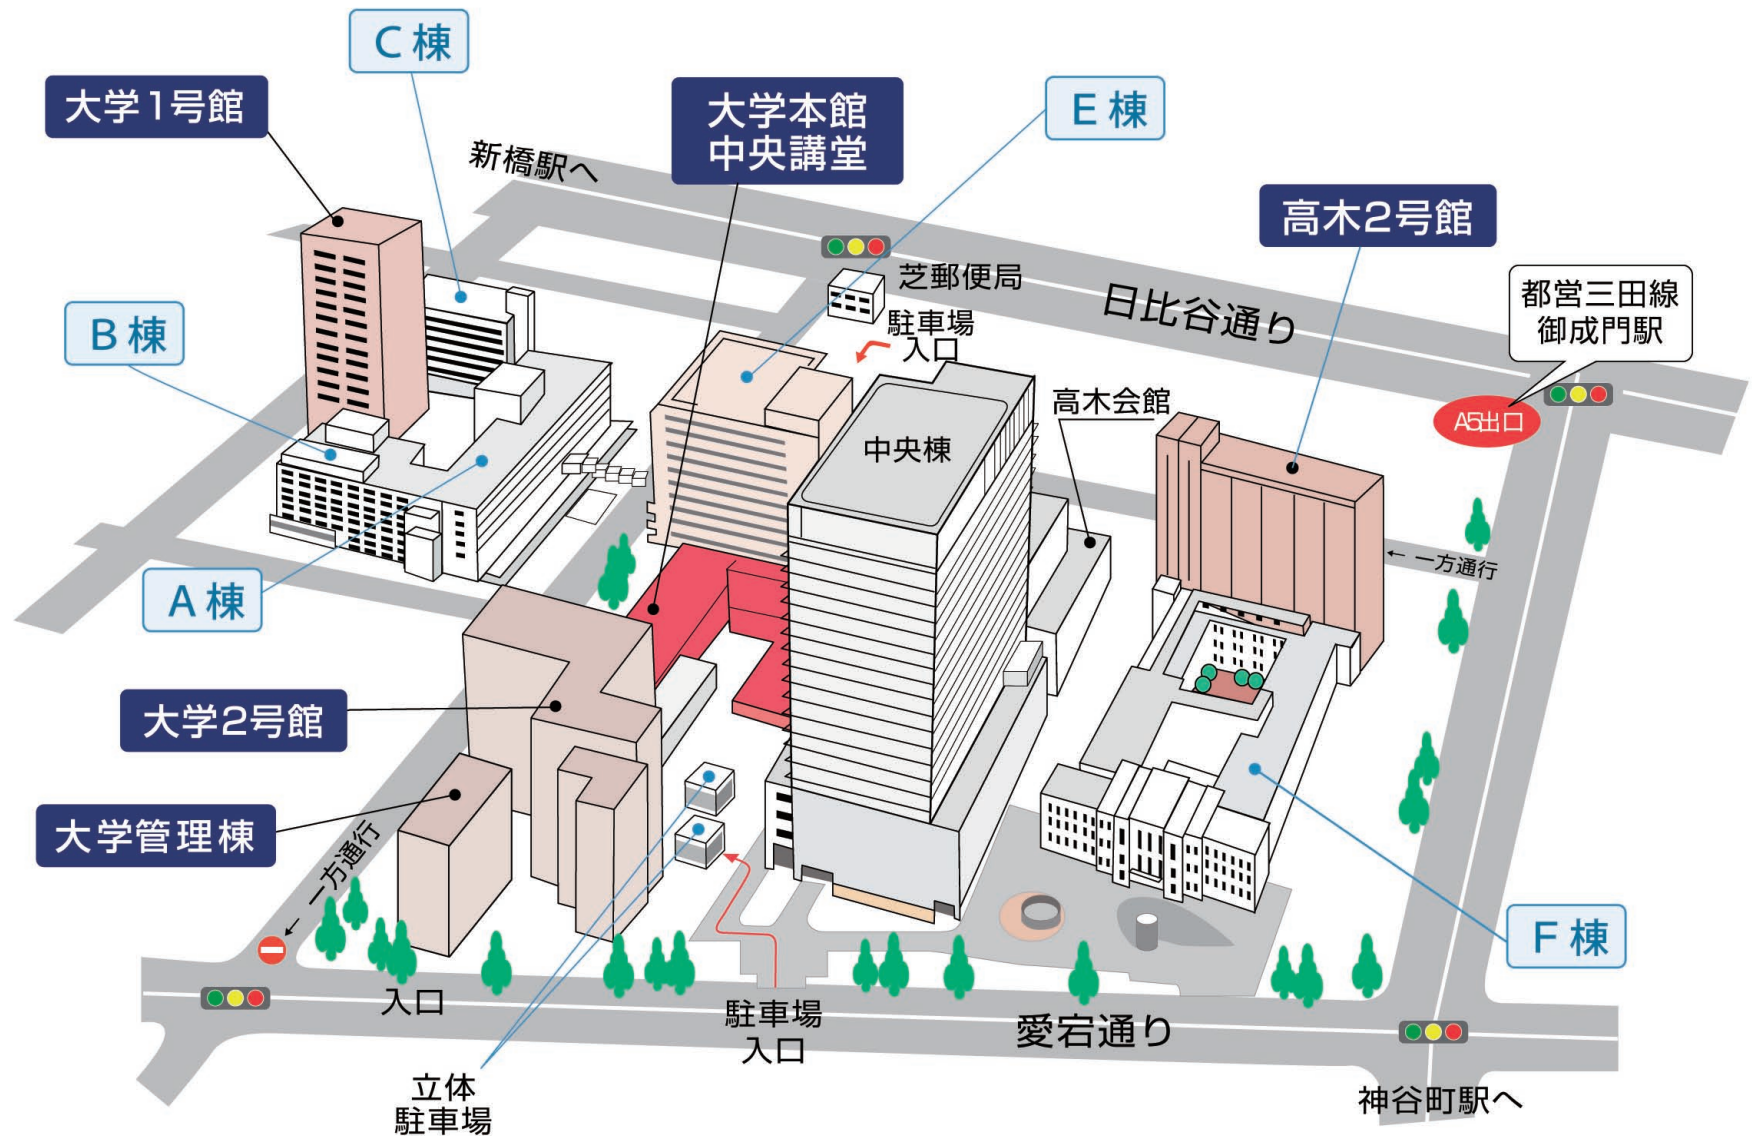 C棟
大学1号館
大学本館
中央講堂
E棟
新橋駅へ
高木2号館
芝郵便局
日比谷通り
都営三田線
御成門駅
駐車場
入口
B棟
高木会館
A5出口
中央棟
一方通行
A棟
大学2号館
大学管理棟
一方通行
F棟
入口
駐車場
入口
愛宕通り
立体
駐車場
神谷町駅へ